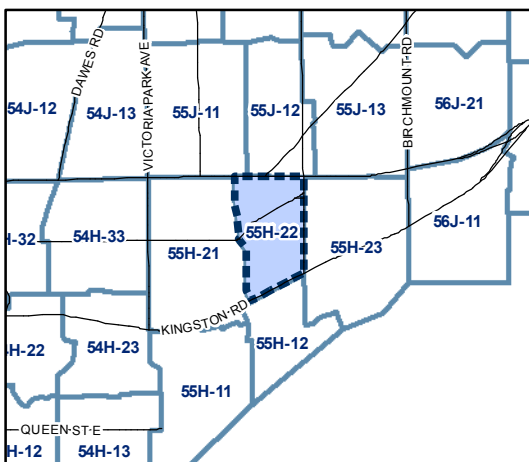 DAWES RD
VICTORIA PARK AVE
BIRCHMOUNT RD
54J-12
54J-13
55J-11
55J-12
55J-13
56J-21
H-32
54H-33
55H-21
55H-22
55H-23
56J-11
KINGSTON RD
4H-22
54H-23
55H-12
55H-11
QUEEN ST E
H-12
54H-13